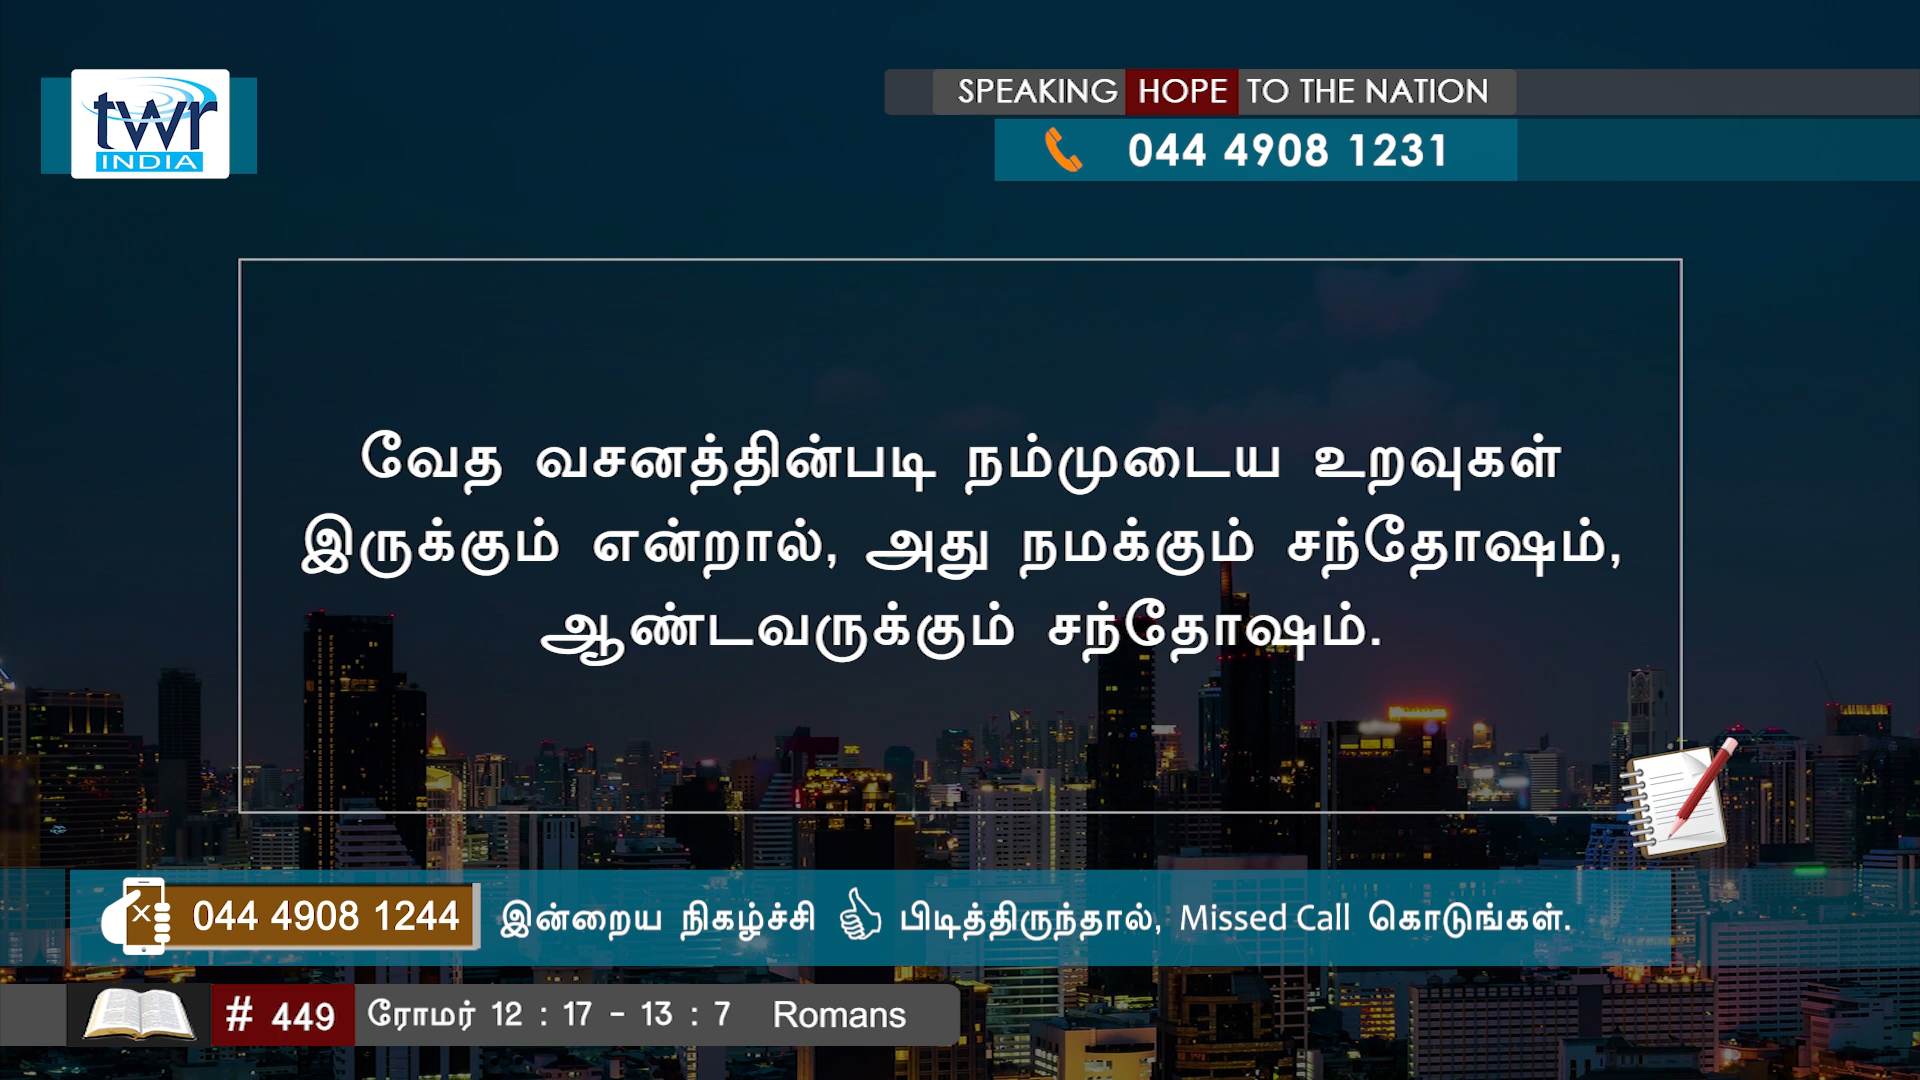 twr
INDIA
SPEAKING HOPE TO THE NATION
044 4908 1231
வேத வசனத்தின்படி நம்முடைய உறவுகள்
இருக்கும் என்றால், அது நமக்கும் சந்தோஷம்,
ஆண்டவருக்கும் சந்தோஷம்.
044 4908 1244 இன்றைய நிகழ்ச்சி பிடித்திருந்தால், Missed Call கொடுங்கள்.
# 449 ரோமர் 12 : 17 - 13 : 7 Romans